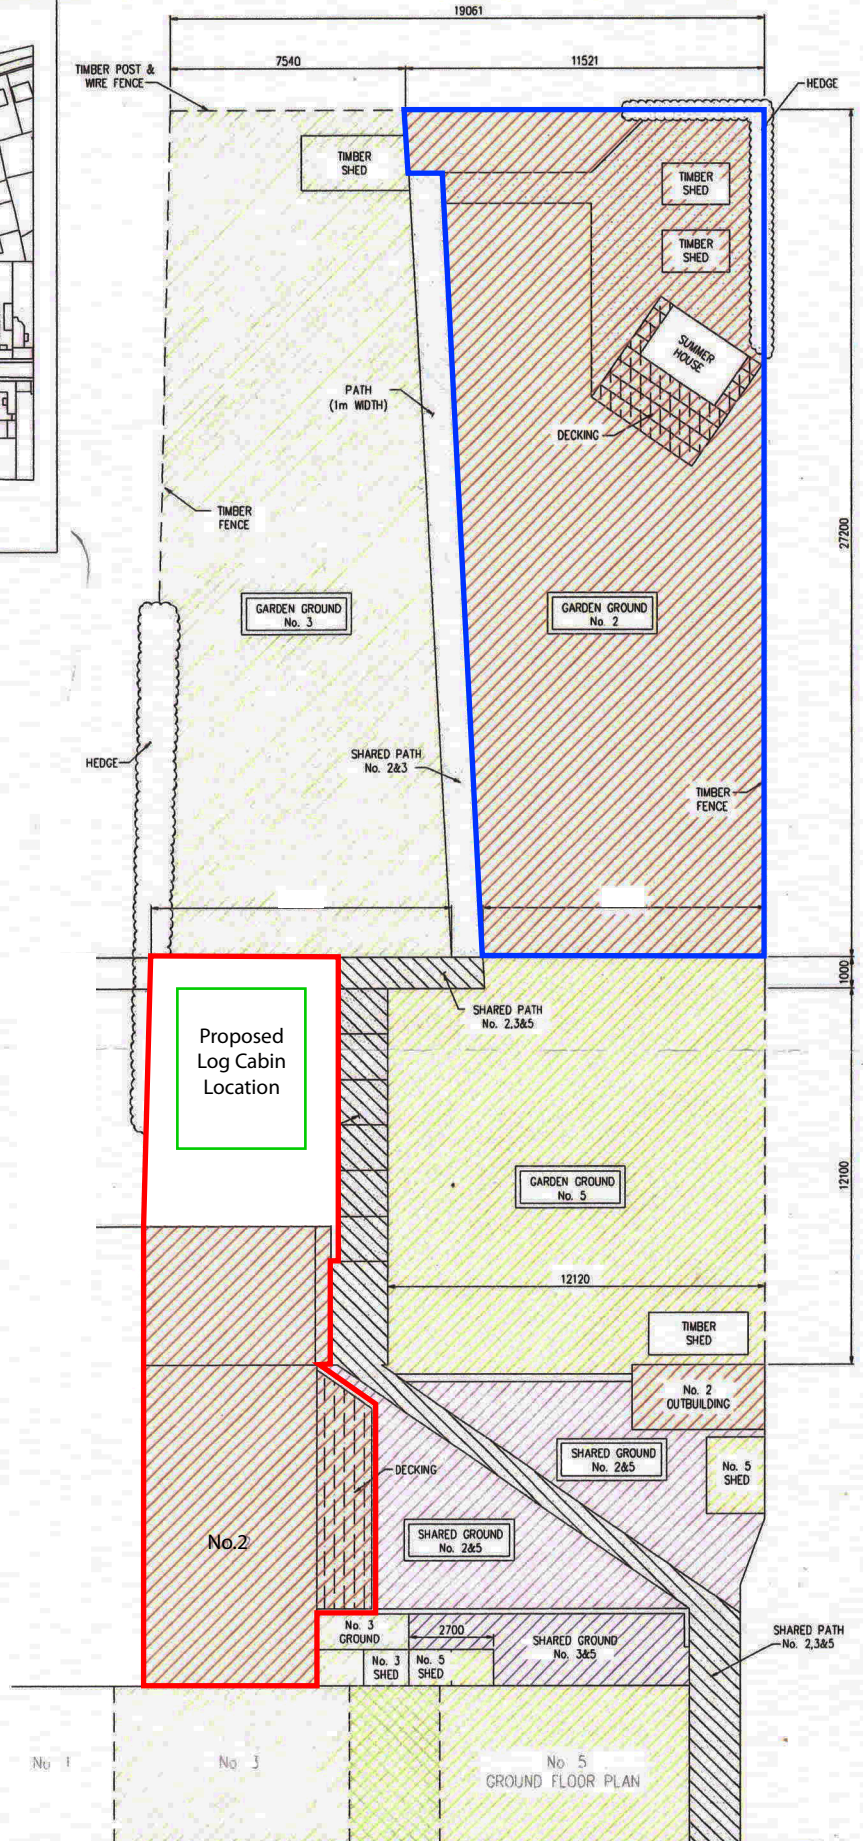 19061
7540
11521
TIMBER POST &
WIRE FENCE
HEDGE
TIMBER
SHED
TIMBER
SHED
TIMBER
SHED
SUMMER
HOUSE
PATH
(1m WIDTH)
DECKING
TIMBER
FENCE
27200
GARDEN GROUND
No. 3
GARDEN GROUND
No. 2
HEDGE
SHARED PATH
No. 2&3
TIMBER
FENCE
1000
SHARED PATH
No. 2,3&5
Proposed
Log Cabin
Location
12100
GARDEN GROUND
No. 5
12120
TIMBER
SHED
No. 2
OUTBUILDING
SHARED GROUND
No. 2&5
No. 5
SHED
DECKING
SHARED GROUND
No. 2&5
No.2
No. 3
GROUND
2700
SHARED GROUND
No. 3&5
SHARED PATH
No. 2,3&5
No. 3
SHED
No. 5
SHED
No 1
No 3
No 5
GROUND FLOOR PLAN